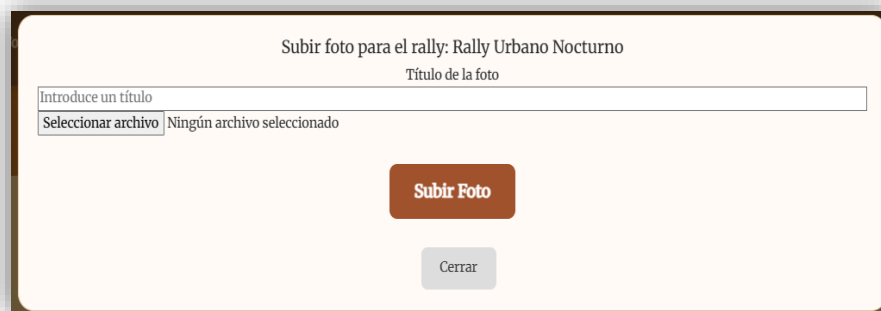 Subir foto para el rally: Rally Urbano Nocturno
Título de la foto
Introduce un título
Seleccionar archivo Ningún archivo seleccionado
Subir Foto
Cerrar